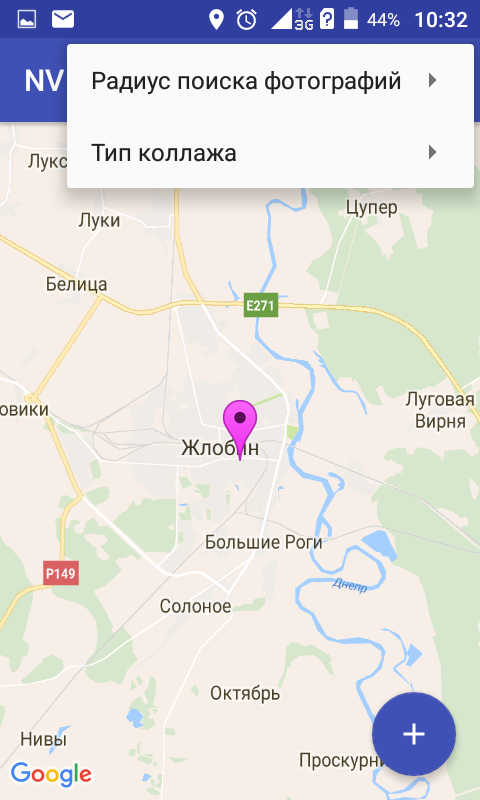 3G
44%
10:32
NV
Радиус поиска фотографий
Тип коллажа
Лукс
Луки
Цупер
Белица
E271
овики
Луговая
Вирня
Жлобин
Большие Роги
P149
Днепр
Солоное
Октябрь
Нивы
Проскурни
Google